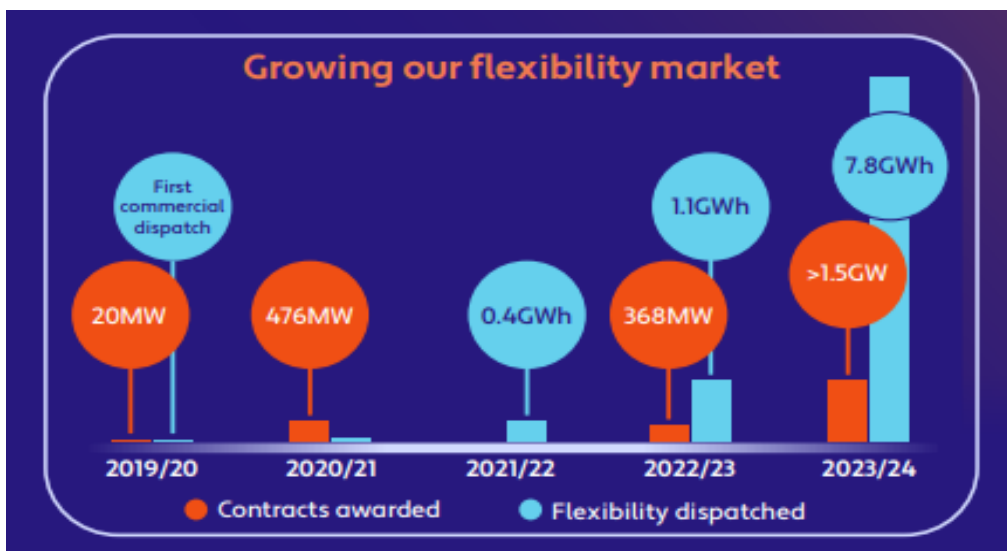 Growing our flexibility market
First
commercial
dispatch
20MW
476MW
0.4GWh
1.1GWh
368MW
7.8GWh
>1.5GW
2019/20
2020/21
2021/22
2022/23
2023/24
Contracts awarded
Flexibility dispatched